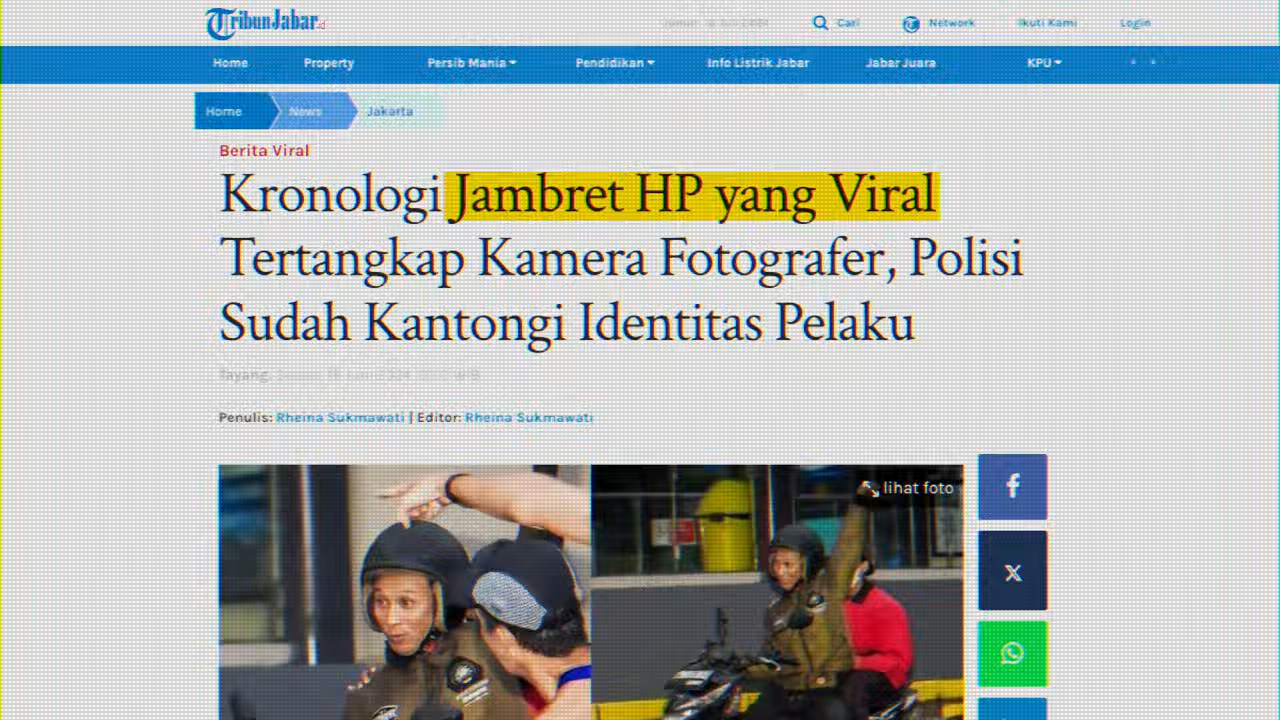 TribunJabar.id
Cari
Network
Ikuti Kami
Login
Home
Property
Persib Mania
Pendidikan
Info Listrik Jabar
Jabar Juara
KPU
Home
News
Jakarta
Berita Viral
Kronologi Jambret HP yang Viral
Tertangkap Kamera Fotografer, Polisi
Sudah Kantongi Identitas Pelaku
Tayang:
Penulis: Rheina Sukmawati | Editor: Rheina Sukmawati
lihat foto